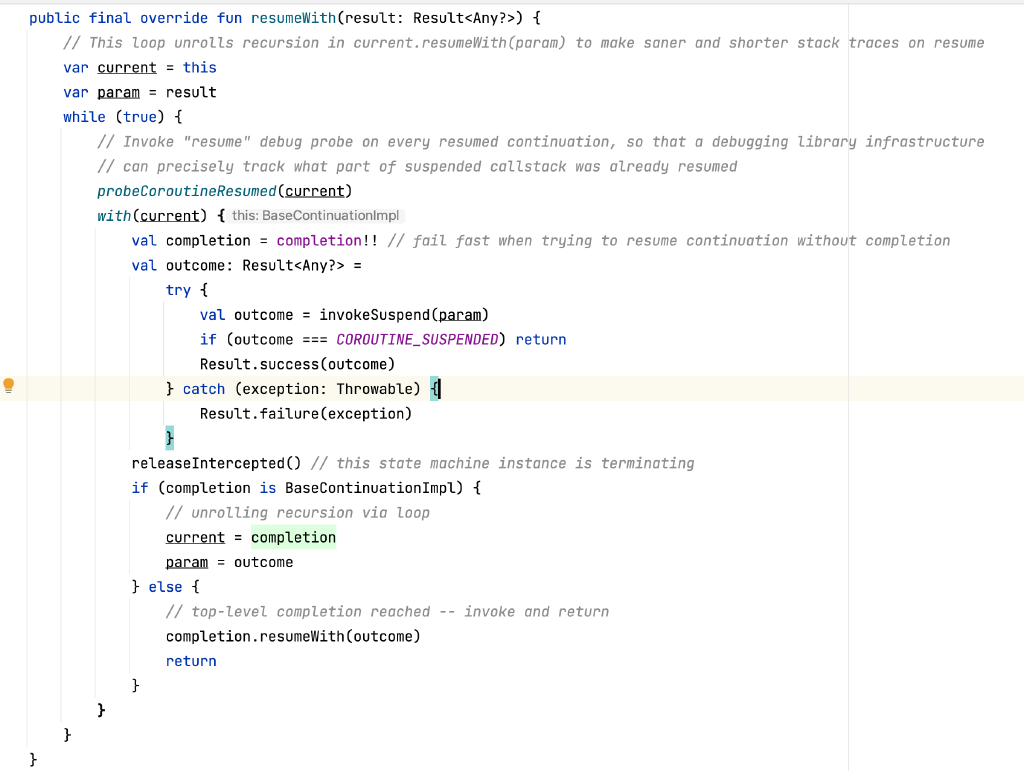 public final override fun resumeWith(result: Result<Any?>) {
// This loop unrolls recursion in current.resumeWith(param) to make saner and shorter stack traces on resume
var current = this
var param = result
while (true) {
// Invoke "resume" debug probe on every resumed continuation, so that a debugging library infrastructure
// can precisely track what part of suspended callstack was already resumed
probeCoroutineResumed(current)
with(current) { this: BaseContinuationImpl
val completion = completion!! // fail fast when trying to resume continuation without completion
val outcome: Result<Any?> =
try {
val outcome = invokeSuspend(param)
if (outcome === COROUTINE_SUSPENDED) return
Result.success(outcome)
} catch (exception: Throwable) {
Result.failure(exception)
}
releaseIntercepted() // this state machine instance is terminating
if (completion is BaseContinuationImpl) {
// unrolling recursion via loop
current = completion
param = outcome
} else {
// top-level completion reached -- invoke and return
completion.resumeWith(outcome)
return
}
}
}
}